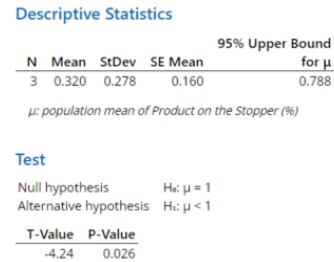 Descriptive Statistics
95% Upper Bound
N Mean StDev SE Mean for μ
3 0.320 0.278 0.160 0.788
μ: population mean of Product on the Stopper (%)
Test
Null hypothesis H₀: μ = 1
Alternative hypothesis H₁: μ < 1
T-Value P-Value
-4.24 0.026